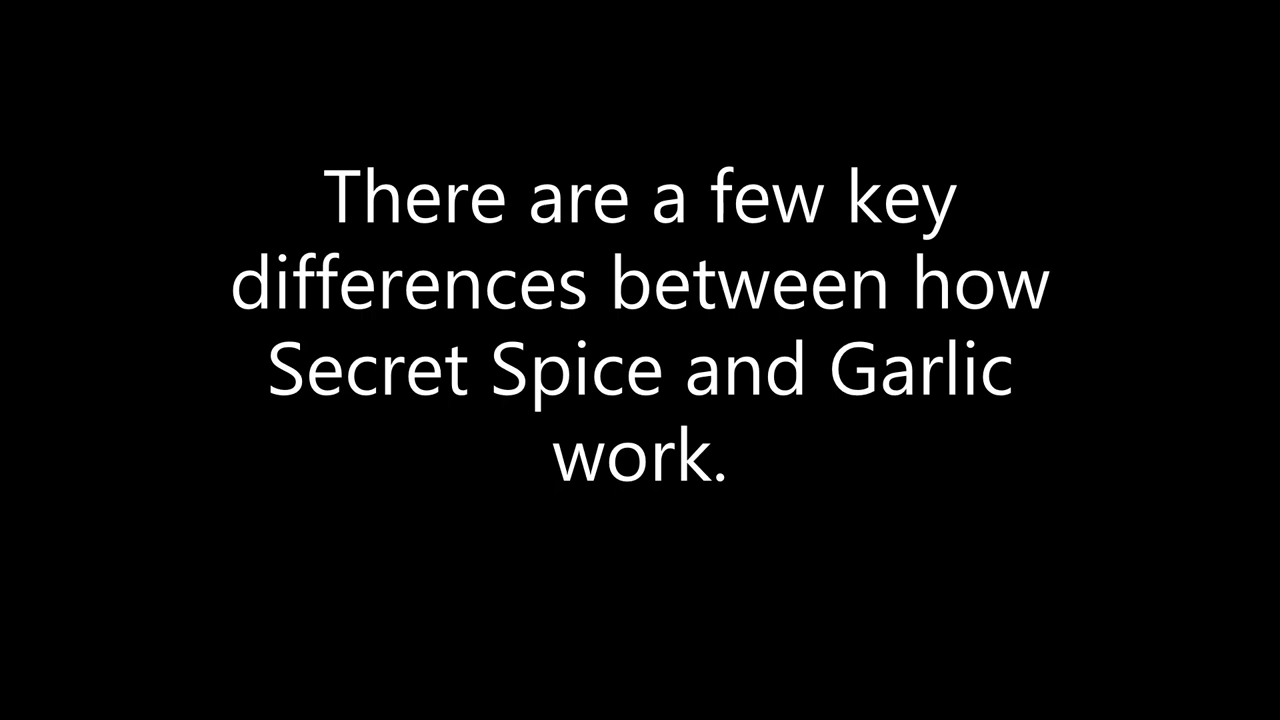 There are a few key
differences between how
Secret Spice and Garlic
work.